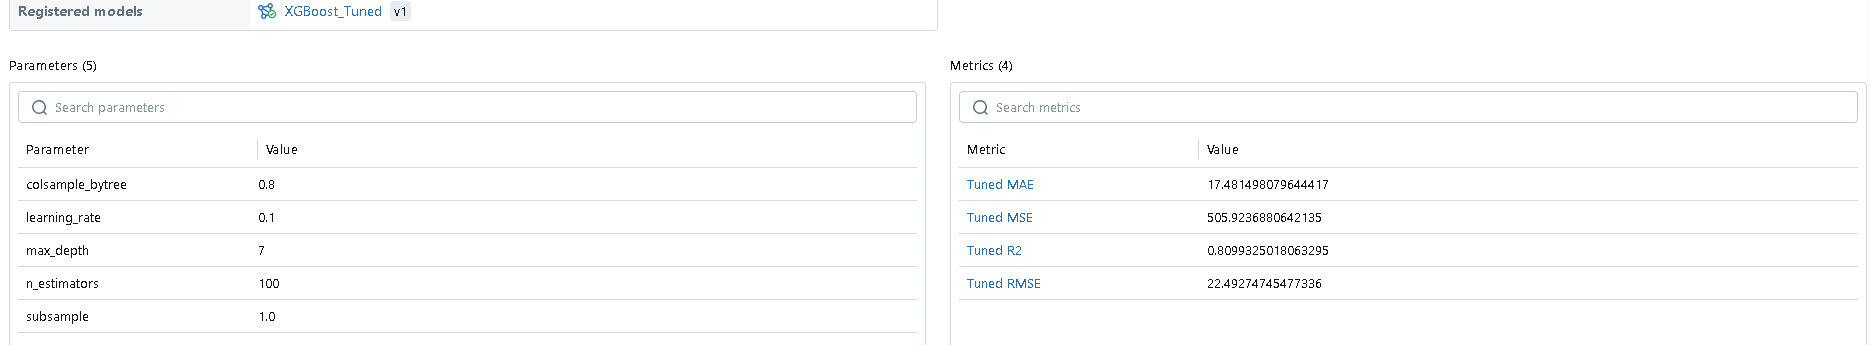 Registered models XGBoost_Tuned v1
Parameters (5)
Search parameters
Parameter Value
colsample_bytree 0.8
learning_rate 0.1
max_depth 7
n_estimators 100
subsample 1.0
Metrics (4)
Search metrics
Metric Value
Tuned MAE 17.481498079644417
Tuned MSE 505.9236880642135
Tuned R2 0.8099325018063295
Tuned RMSE 22.49274745477336